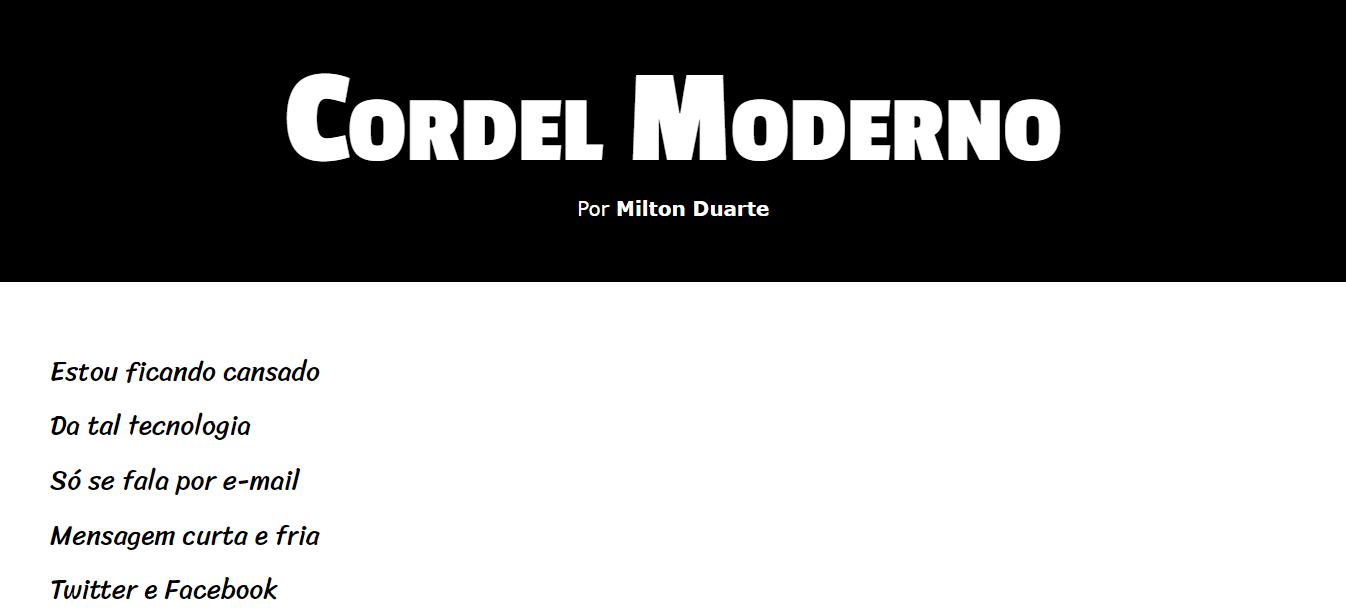 Cordel Moderno
Por Milton Duarte
Estou ficando cansado
Da tal tecnologia
Só se fala por e-mail
Mensagem curta e fria
Twitter e Facebook